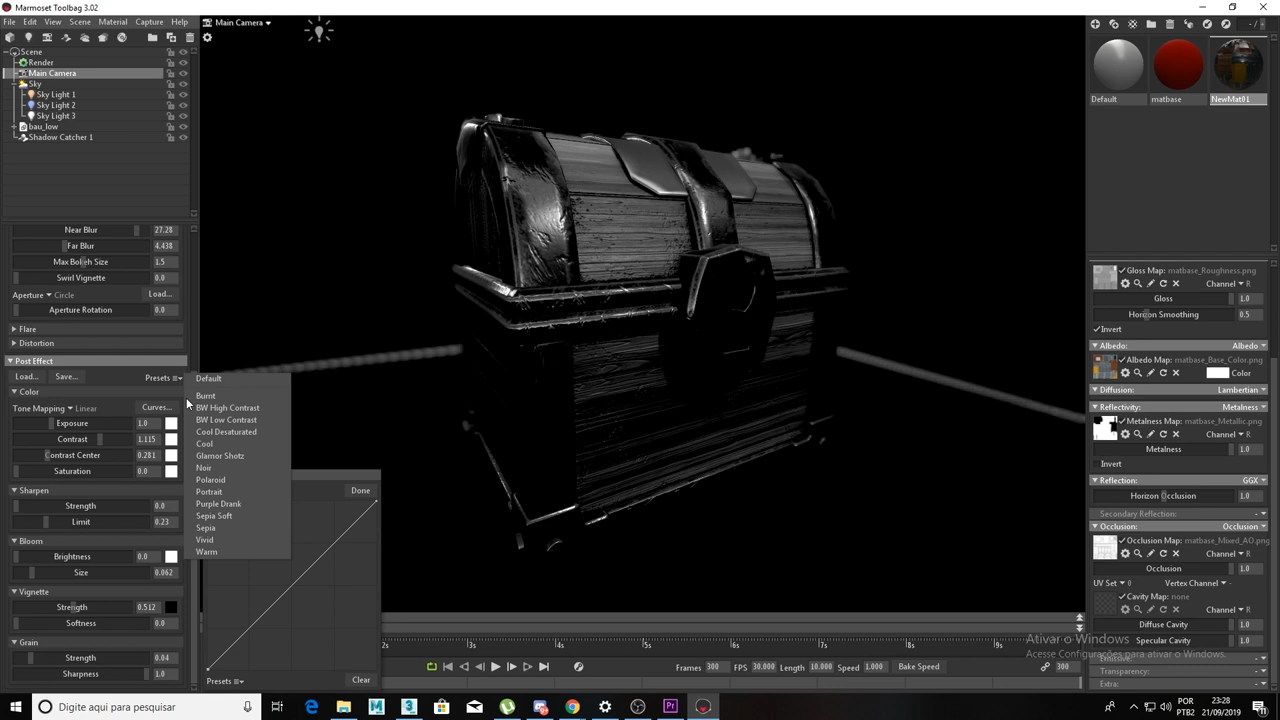 Marmoset Toolbag 3.02
File Edit View Scene Material Capture Help
Main Camera
Scene
Render
Main Camera
Sky
Sky Light 1
Sky Light 2
Sky Light 3
bau_low
Shadow Catcher 1
Near Blur 27.28
Far Blur 4.438
Max Bokeh Size 1.5
Swirl Vignette 0.0
Aperture Circle Load...
Aperture Rotation 0.0
Flare
Distortion
Post Effect
Load... Save... Presets
Color
Tone Mapping Linear Curves...
Exposure 1.0
Contrast 1.115
Contrast Center 0.281
Saturation 0.0
Sharpen
Strength 0.0
Limit 0.23
Bloom
Brightness 0.0
Size 0.062
Vignette
Strength 0.512
Softness 0.0
Grain
Strength 0.04
Sharpness 1.0
Default
Burnt
BW High Contrast
BW Low Contrast
Cool Desaturated
Cool
Glamor Shotz
Noir
Polaroid
Portrait
Purple Drank
Sepia Soft
Sepia
Vivid
Warm
Done
Presets Clear
2s 3s 4s 5s 6s 7s 8s 9s
Frames 300 FPS 30.000 Length 10.000 Speed 1.000 Bake Speed 300
Default matbase NewMat01
Gloss Map: matbase_Roughness.png
Channel R
Gloss 1.0
Horizon Smoothing 0.5
Invert
Albedo: Albedo
Albedo Map: matbase_Base_Color.png
Color
Diffusion: Lambertian
Reflectivity: Metalness
Metalness Map: matbase_Metallic.png
Channel R
Metalness 1.0
Invert
Reflection: GGX
Horizon Occlusion 1.0
Secondary Reflection: -
Occlusion: Occlusion
Occlusion Map: matbase_Mixed_AO.png
Channel R
Occlusion 1.0
UV Set 0 Vertex Channel -
Cavity Map: none
Channel R
Diffuse Cavity 1.0
Specular Cavity 1.0
Emissive: -
Transparency: -
Extra: -
Ativar o Windows
Acesse Configurações para ativar o Windows.
Digite aqui para pesquisar
POR
PTB2
23:28
21/09/2019